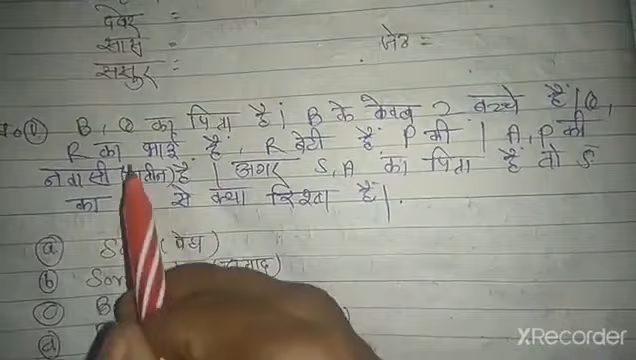 देवर =
साला = जेठ =
ससुर =
B, Q का पिता है। B के केवल 2 बच्चे हैं। Q,
R का भाई है, R बेटी है P की। A, P की
नवासी है। अगर S, A का पिता है तो S
का से क्या रिश्ता है।
(a)
(b)
(c)
(d)
XRecorder